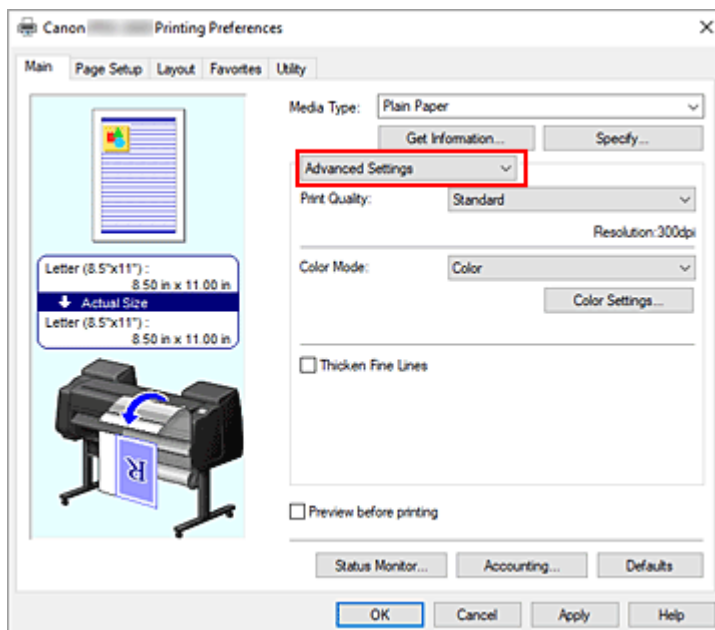 Canon Printing Preferences
Main Page Setup Layout Favorites Utility
Media Type: Plain Paper
Get Information... Specify...
Advanced Settings
Print Quality: Standard
Resolution:300dpi
Letter (8.5"x11") :
8.50 in x 11.00 in
Actual Size
Letter (8.5"x11") :
8.50 in x 11.00 in
Color Mode: Color
Color Settings...
Thicken Fine Lines
R
Preview before printing
Status Monitor... Accounting... Defaults
OK Cancel Apply Help